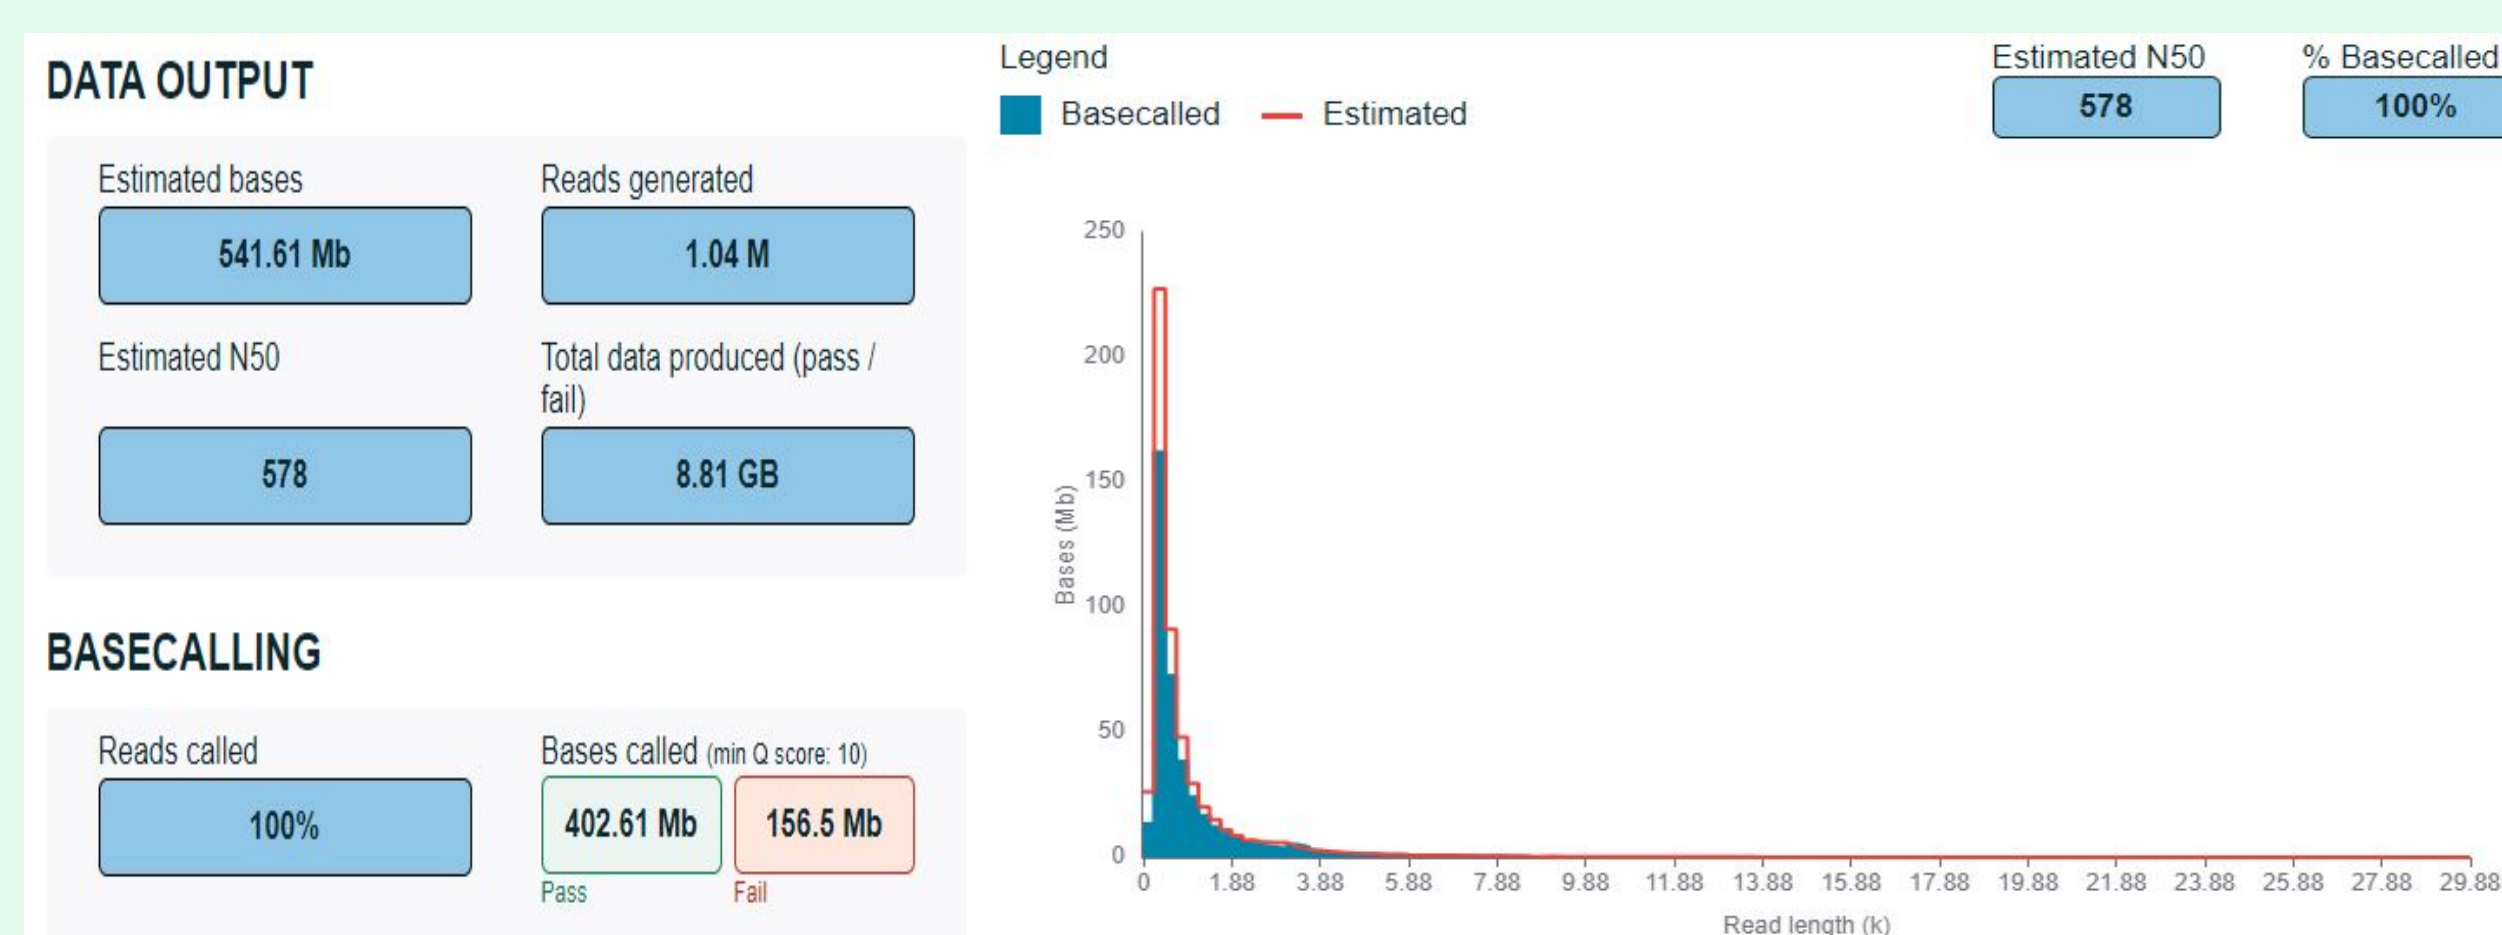 DATA OUTPUT
Estimated bases
541.61 Mb
Reads generated
1.04 M
Estimated N50
578
Total data produced (pass /
fail)
8.81 GB
BASECALLING
Reads called
100%
Bases called (min Q score: 10)
402.61 Mb
Pass
156.5 Mb
Fail
Legend
Basecalled
Estimated
Estimated N50
578
% Basecalled
100%
Bases (Mb)
250
200
150
100
50
0
0 1.88 3.88 5.88 7.88 9.88 11.88 13.88 15.88 17.88 19.88 21.88 23.88 25.88 27.88 29.88
Read length (k)